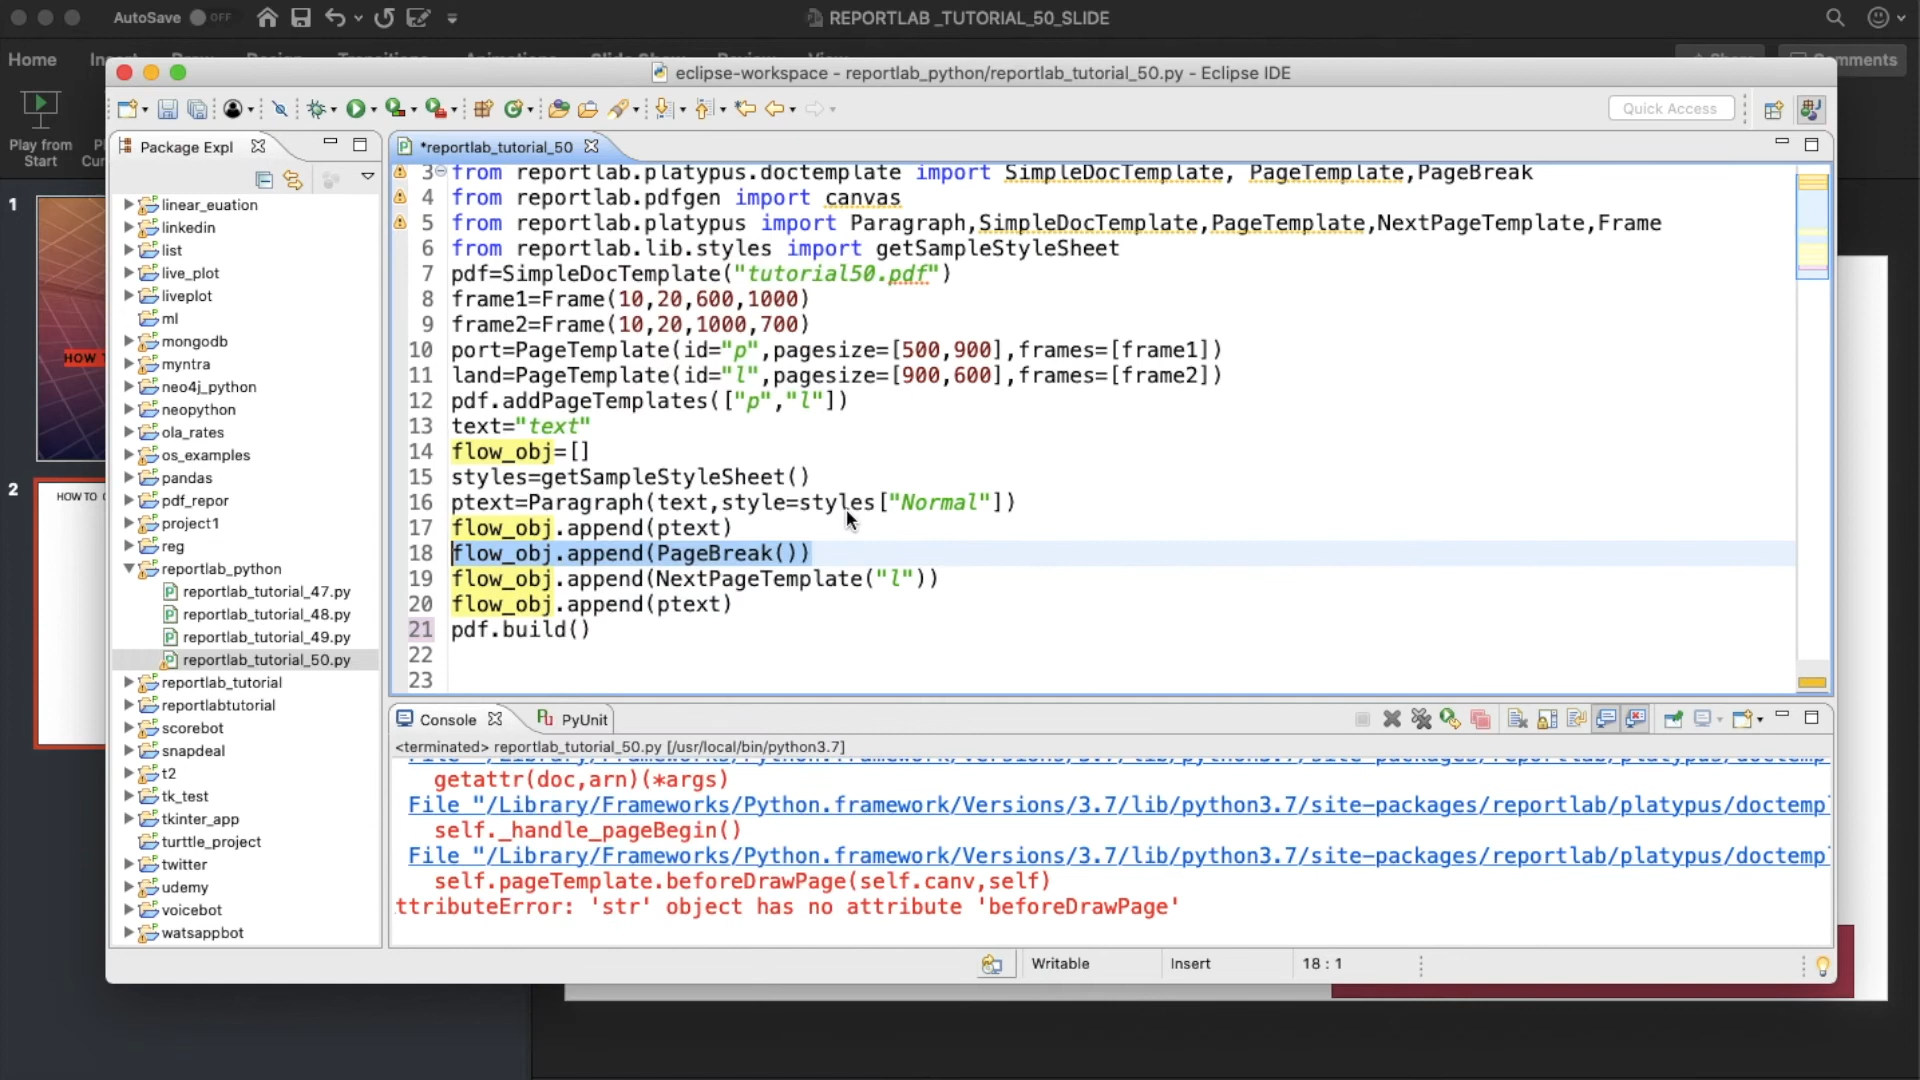 AutoSave OFF
REPORTLAB _TUTORIAL_50_SLIDE
Home
Comments
Play from
Start
1
2
HOW TO
eclipse-workspace - reportlab_python/reportlab_tutorial_50.py - Eclipse IDE
Quick Access
Package Expl
linear_euation
linkedin
list
live_plot
liveplot
ml
mongodb
myntra
neo4j_python
neopython
ola_rates
os_examples
pandas
pdf_repor
project1
reg
reportlab_python
reportlab_tutorial_47.py
reportlab_tutorial_48.py
reportlab_tutorial_49.py
reportlab_tutorial_50.py
reportlab_tutorial
reportlabtutorial
scorebot
snapdeal
t2
tk_test
tkinter_app
turttle_project
twitter
udemy
voicebot
watsappbot
*reportlab_tutorial_50
3 from reportlab.platypus.doctemplate import SimpleDocTemplate, PageTemplate,PageBreak
4 from reportlab.pdfgen import canvas
5 from reportlab.platypus import Paragraph,SimpleDocTemplate,PageTemplate,NextPageTemplate,Frame
6 from reportlab.lib.styles import getSampleStyleSheet
7 pdf=SimpleDocTemplate("tutorial50.pdf")
8 frame1=Frame(10,20,600,1000)
9 frame2=Frame(10,20,1000,700)
10 port=PageTemplate(id="p",pagesize=[500,900],frames=[frame1])
11 land=PageTemplate(id="l",pagesize=[900,600],frames=[frame2])
12 pdf.addPageTemplates(["p","l"])
13 text="text"
14 flow_obj=[]
15 styles=getSampleStyleSheet()
16 ptext=Paragraph(text,style=styles["Normal"])
17 flow_obj.append(ptext)
18 flow_obj.append(PageBreak())
19 flow_obj.append(NextPageTemplate("l"))
20 flow_obj.append(ptext)
21 pdf.build()
22
23
Console
PyUnit
<terminated> reportlab_tutorial_50.py [/usr/local/bin/python3.7]
getattr(doc,arn)(*args)
File "/Library/Frameworks/Python.framework/Versions/3.7/lib/python3.7/site-packages/reportlab/platypus/doctempl
self._handle_pageBegin()
File "/Library/Frameworks/Python.framework/Versions/3.7/lib/python3.7/site-packages/reportlab/platypus/doctempl
self.pageTemplate.beforeDrawPage(self.canv,self)
ttributeError: 'str' object has no attribute 'beforeDrawPage'
Writable
Insert
18 : 1